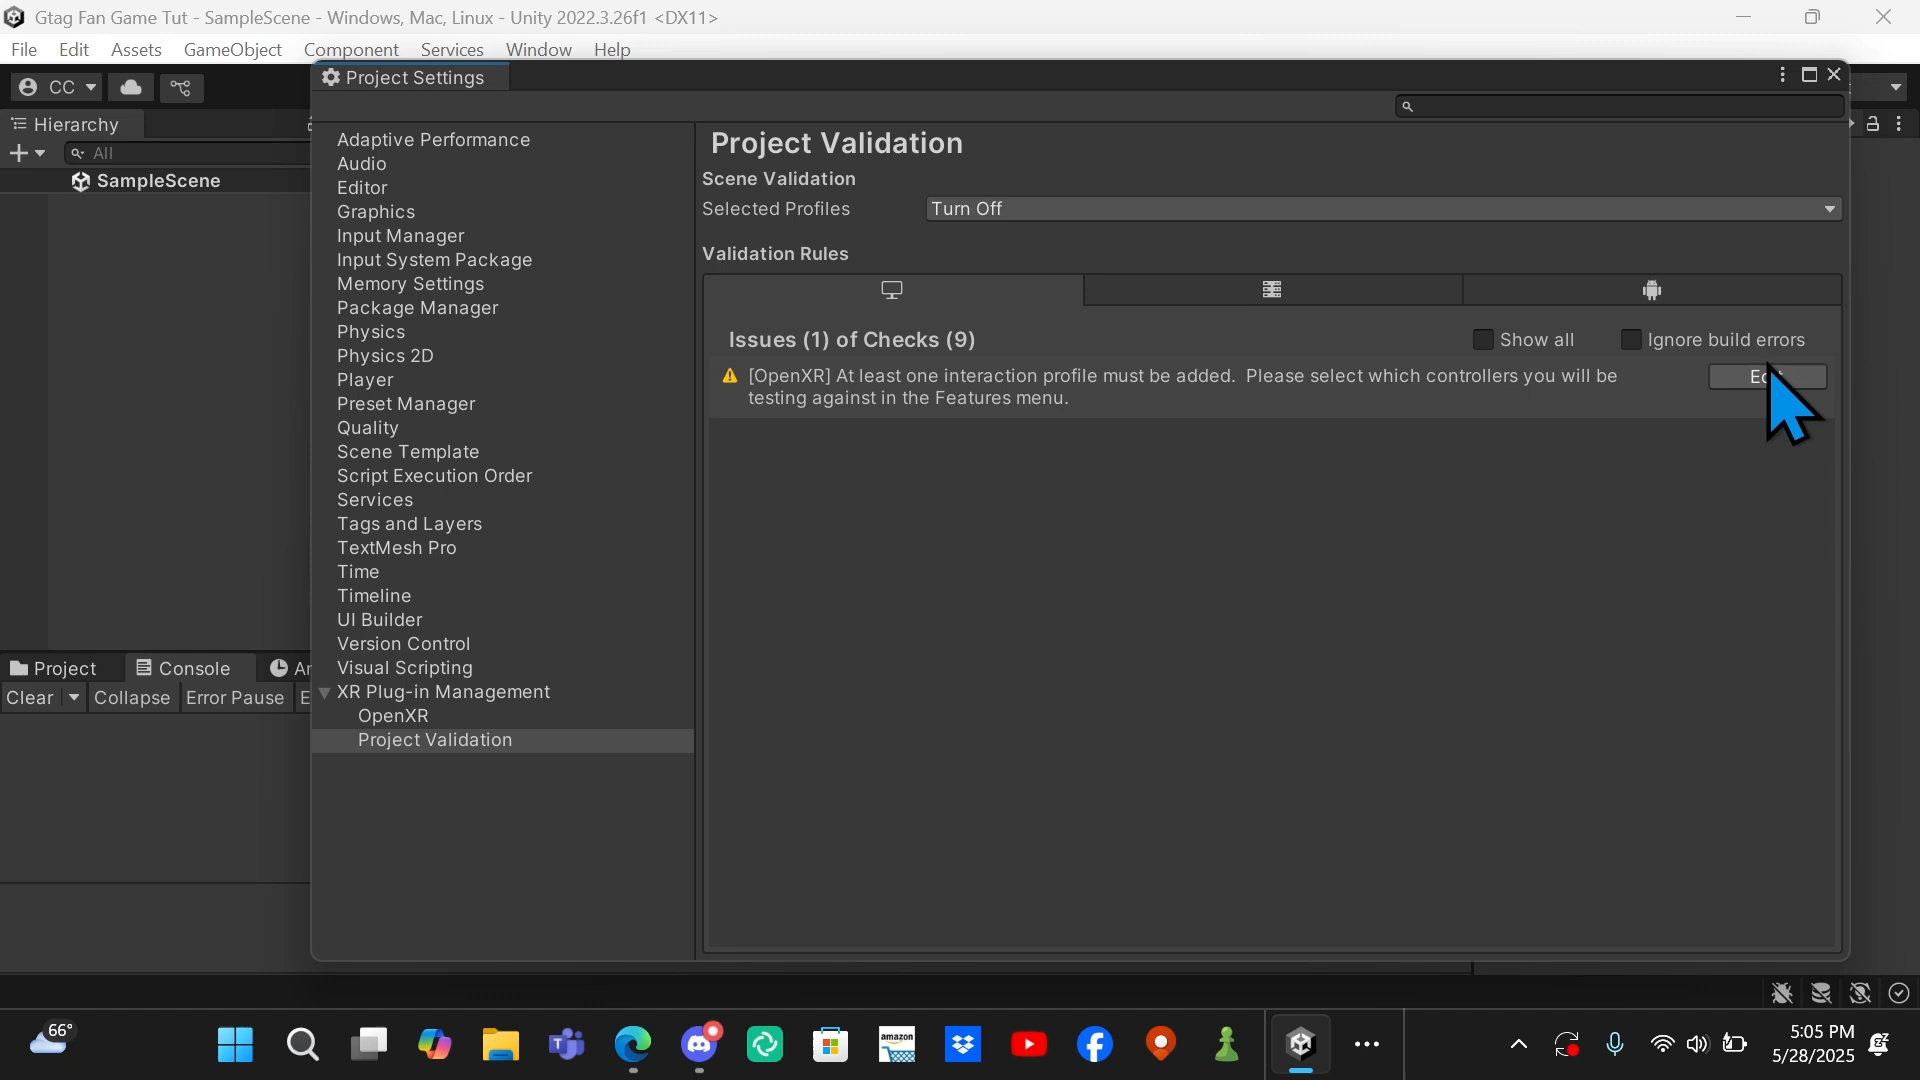 Gtag Fan Game Tut - SampleScene - Windows, Mac, Linux - Unity 2022.3.26f1 <DX11>
File Edit Assets GameObject Component Services Window Help
CC
Project Settings
Hierarchy
All
SampleScene
Adaptive Performance
Audio
Editor
Graphics
Input Manager
Input System Package
Memory Settings
Package Manager
Physics
Physics 2D
Player
Preset Manager
Quality
Scene Template
Script Execution Order
Services
Tags and Layers
TextMesh Pro
Time
Timeline
UI Builder
Version Control
Visual Scripting
XR Plug-in Management
OpenXR
Project Validation
Project Validation
Scene Validation
Selected Profiles Turn Off
Validation Rules
Issues (1) of Checks (9) Show all Ignore build errors
[OpenXR] At least one interaction profile must be added. Please select which controllers you will be
testing against in the Features menu.
Project Console
Clear Collapse Error Pause
66°
amazon
5:05 PM
5/28/2025